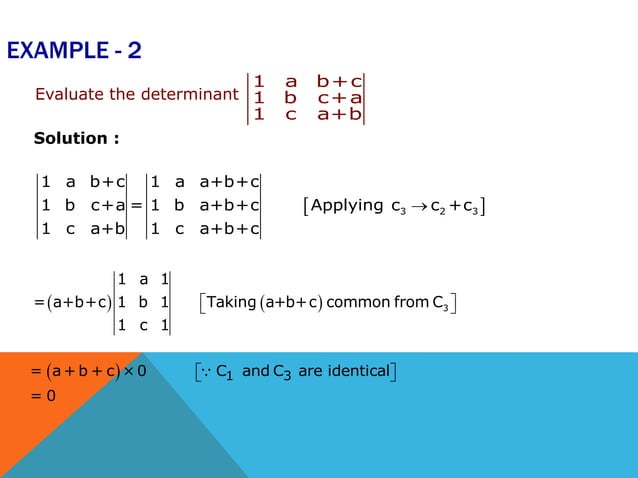 EXAMPLE - 2
Evaluate the determinant |1 a b+c|
|1 b c+a|
|1 c a+b|
Solution :
|1 a b+c| |1 a a+b+c|
|1 b c+a| = |1 b a+b+c| [Applying c₃ → c₂ + c₃]
|1 c a+b| |1 c a+b+c|
|1 a 1|
= (a+b+c) |1 b 1| [Taking (a+b+c) common from C₃]
|1 c 1|
= (a + b + c) × 0 [∵ C₁ and C₃ are identical]
= 0